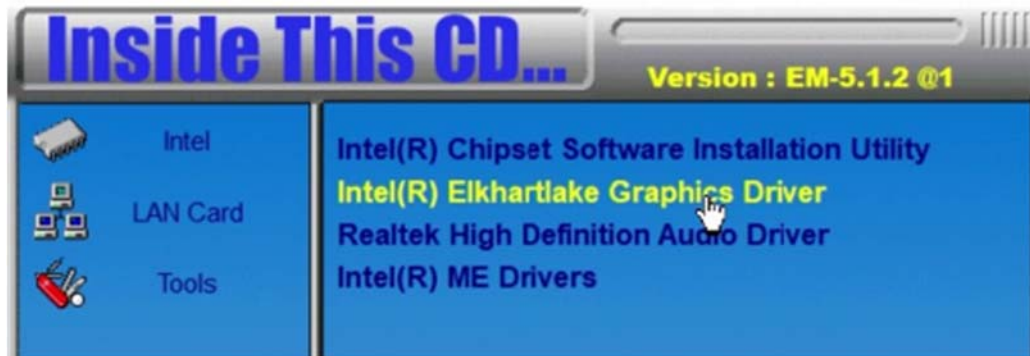 Inside This CD...
Version : EM-5.1.2 @1
Intel
LAN Card
Tools
Intel(R) Chipset Software Installation Utility
Intel(R) Elkhartlake Graphics Driver
Realtek High Definition Audio Driver
Intel(R) ME Drivers